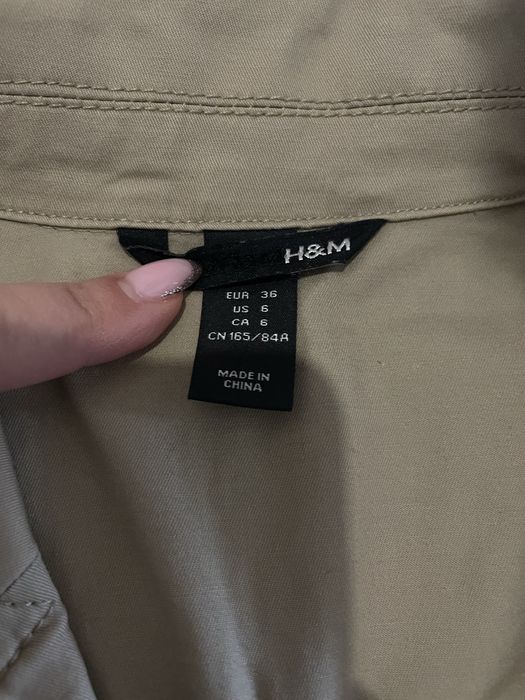 H&M
EUR 36
US 6
CA 6
CN 165/84A
MADE IN
CHINA